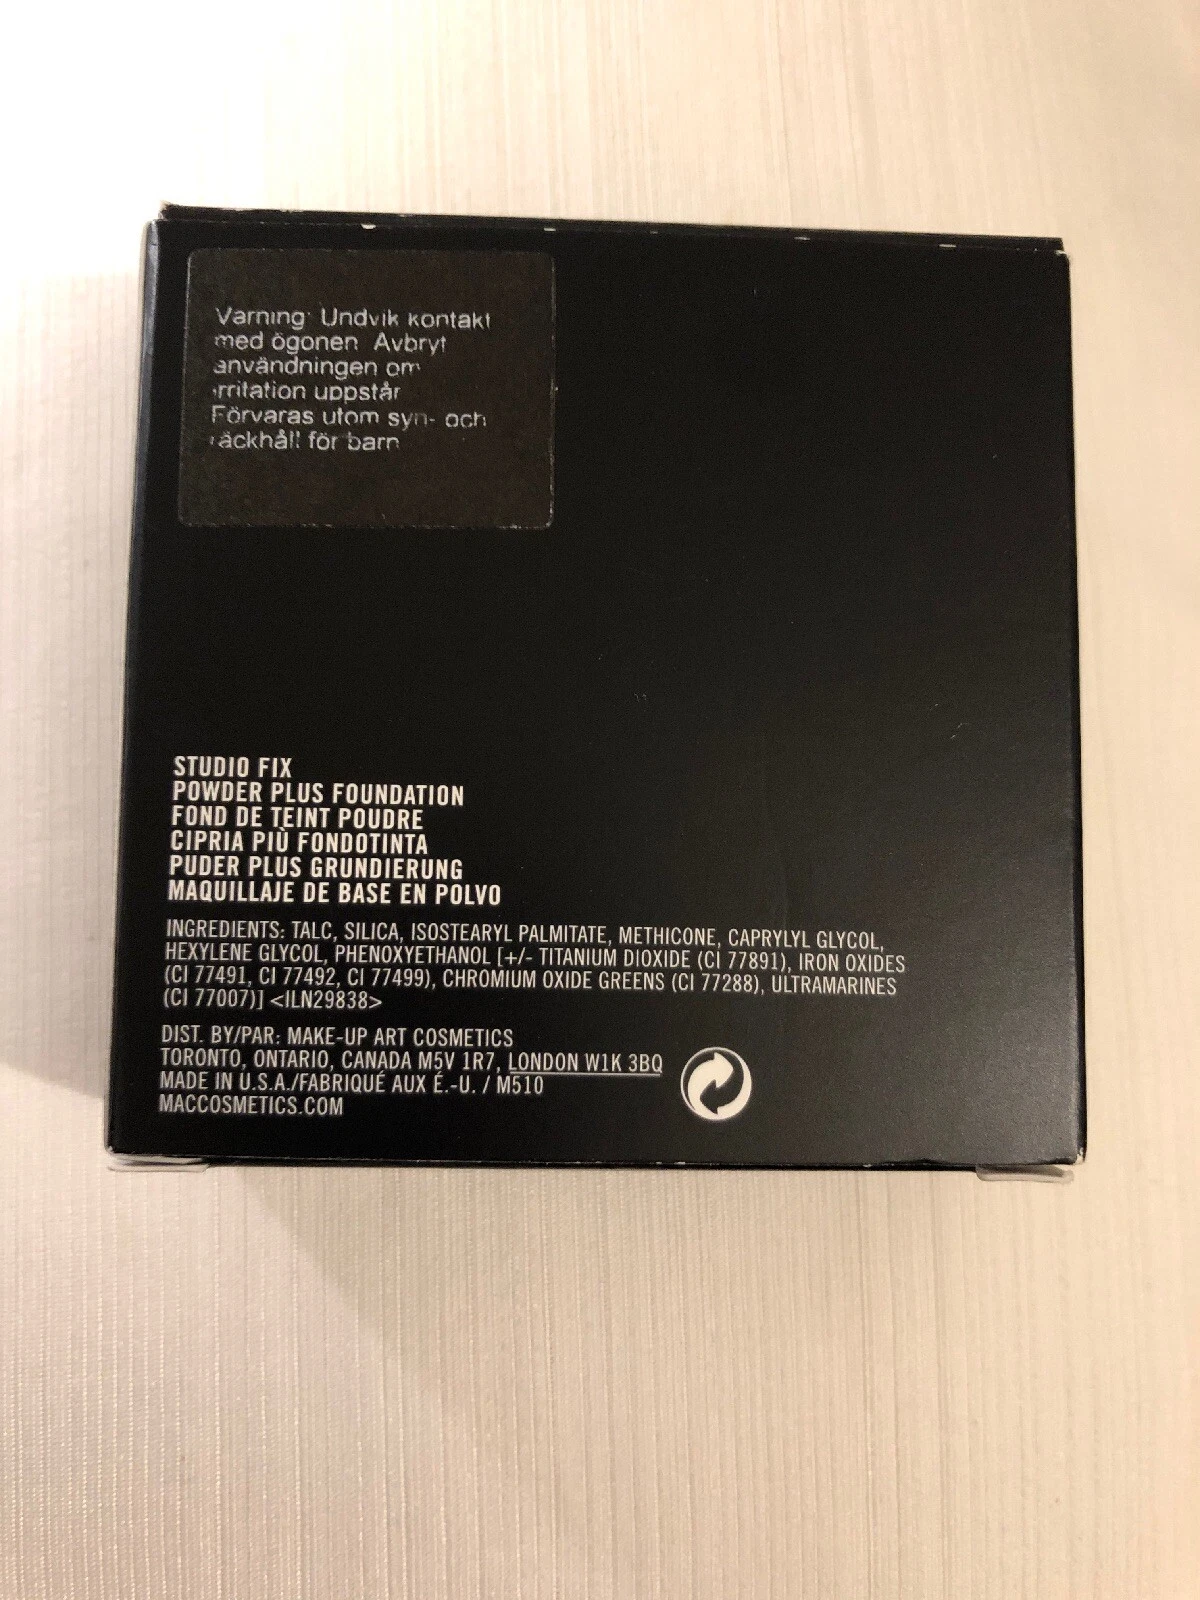 Varning: Undvik kontakt
med ögonen. Avbryt
användningen om
irritation uppstår
Förvaras utom syn- och
räckhåll för barn
STUDIO FIX
POWDER PLUS FOUNDATION
FOND DE TEINT POUDRE
CIPRIA PIÙ FONDOTINTA
PUDER PLUS GRUNDIERUNG
MAQUILLAJE DE BASE EN POLVO
INGREDIENTS: TALC, SILICA, ISOSTEARYL PALMITATE, METHICONE, CAPRYLYL GLYCOL,
HEXYLENE GLYCOL, PHENOXYETHANOL [+/- TITANIUM DIOXIDE (CI 77891), IRON OXIDES
(CI 77491, CI 77492, CI 77499), CHROMIUM OXIDE GREENS (CI 77288), ULTRAMARINES
(CI 77007)] <ILN29838>
DIST. BY/PAR: MAKE-UP ART COSMETICS
TORONTO, ONTARIO, CANADA M5V 1R7, LONDON W1K 3BQ
MADE IN U.S.A./FABRIQUÉ AUX É.-U. / M510
MACCOSMETICS.COM